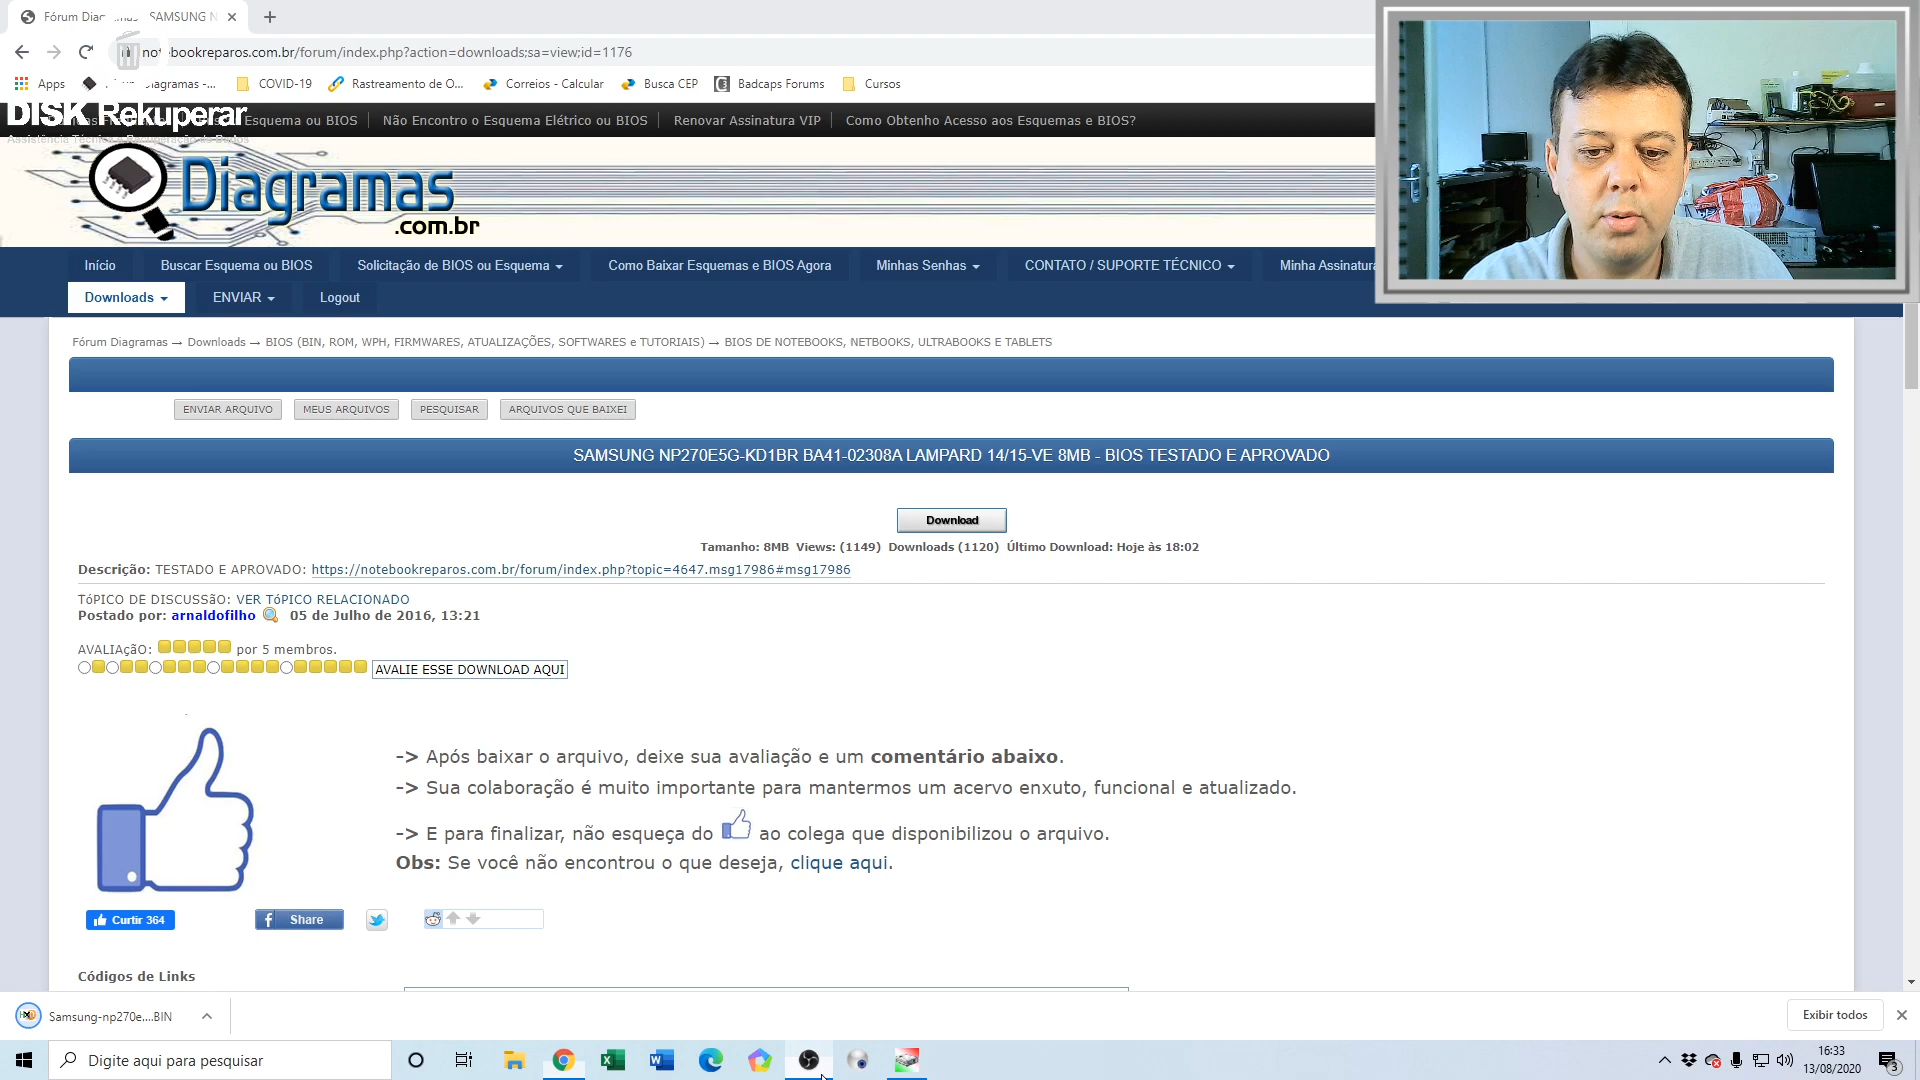 SAMSUNG N
notebookreparos.com.br/forum/index.php?action=downloads;sa=view;id=1176
Apps
COVID-19
Rastreamento de O...
Correios - Calcular
Busca CEP
Badcaps Forums
Cursos
DISK Rekuperar
Esquema ou BIOS
Não Encontro o Esquema Elétrico ou BIOS
Renovar Assinatura VIP
Como Obtenho Acesso aos Esquemas e BIOS?
Diagramas
.com.br
Início
Buscar Esquema ou BIOS
Solicitação de BIOS ou Esquema
Como Baixar Esquemas e BIOS Agora
Minhas Senhas
CONTATO / SUPORTE TÉCNICO
Minha Assinatura
Downloads
ENVIAR
Logout
Fórum Diagramas → Downloads → BIOS (BIN, ROM, WPH, FIRMWARES, ATUALIZAÇÕES, SOFTWARES e TUTORIAIS) → BIOS DE NOTEBOOKS, NETBOOKS, ULTRABOOKS E TABLETS
ENVIAR ARQUIVO
MEUS ARQUIVOS
PESQUISAR
ARQUIVOS QUE BAIXEI
SAMSUNG NP270E5G-KD1BR BA41-02308A LAMPARD 14/15-VE 8MB - BIOS TESTADO E APROVADO
Download
Tamanho: 8MB Views: (1149) Downloads (1120) Último Download: Hoje às 18:02
Descrição: TESTADO E APROVADO: https://notebookreparos.com.br/forum/index.php?topic=4647.msg17986#msg17986
TóPICO DE DISCUSSãO: VER TóPICO RELACIONADO
Postado por: arnaldofilho 05 de Julho de 2016, 13:21
AVALIAçãO: por 5 membros.
AVALIE ESSE DOWNLOAD AQUI
-> Após baixar o arquivo, deixe sua avaliação e um comentário abaixo.
-> Sua colaboração é muito importante para mantermos um acervo enxuto, funcional e atualizado.
-> E para finalizar, não esqueça do ao colega que disponibilizou o arquivo.
Obs: Se você não encontrou o que deseja, clique aqui.
Curtir 364
Share
Códigos de Links
Samsung-np270e....BIN
Exibir todos
Digite aqui para pesquisar
16:33
13/08/2020
3